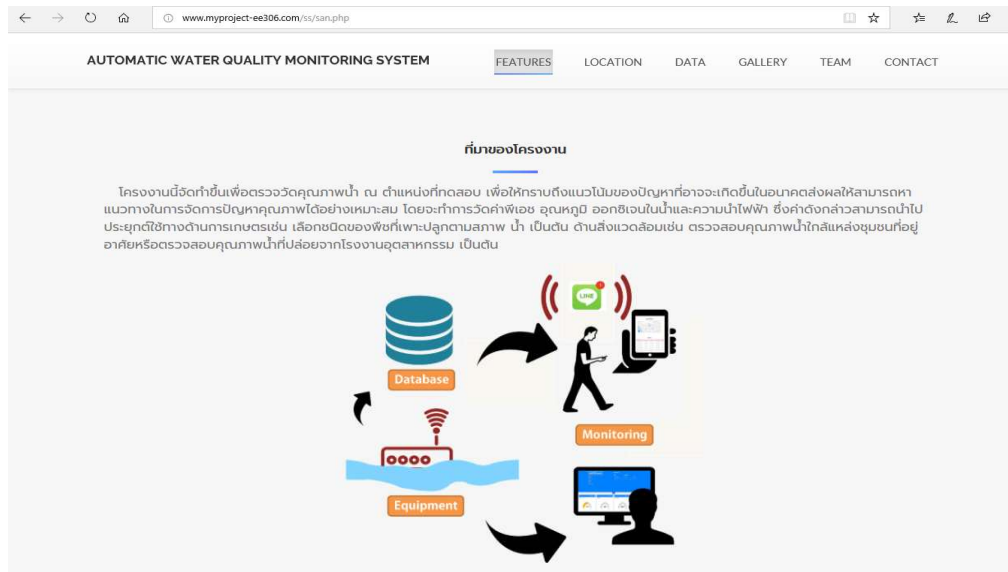 www.myproject-ee306.com/ss/san.php
AUTOMATIC WATER QUALITY MONITORING SYSTEM
FEATURES LOCATION DATA GALLERY TEAM CONTACT
ที่มาของโครงงาน
โครงงานนี้จัดทำขึ้นเพื่อตรวจวัดคุณภาพน้ำ ณ ตำแหน่งที่ทดสอบ เพื่อให้ทราบถึงแนวโน้มของปัญหาที่อาจจะเกิดขึ้นในอนาคตส่งผลให้สามารถหา
แนวทางในการจัดการปัญหาคุณภาพได้อย่างเหมาะสม โดยจะทำการวัดค่าพีเอช อุณหภูมิ ออกซิเจนในน้ำและความนำไฟฟ้า ซึ่งค่าดังกล่าวสามารถนำไป
ประยุกต์ใช้ทางด้านการเกษตรเช่น เลือกชนิดของพืชที่เพาะปลูกตามสภาพ น้ำ เป็นต้น ด้านสิ่งแวดล้อมเช่น ตรวจสอบคุณภาพน้ำใกล้แหล่งชุมชนที่อยู่
อาศัยหรือตรวจสอบคุณภาพน้ำที่ปล่อยจากโรงงานอุตสาหกรรม เป็นต้น
LINE
Database
Monitoring
Equipment